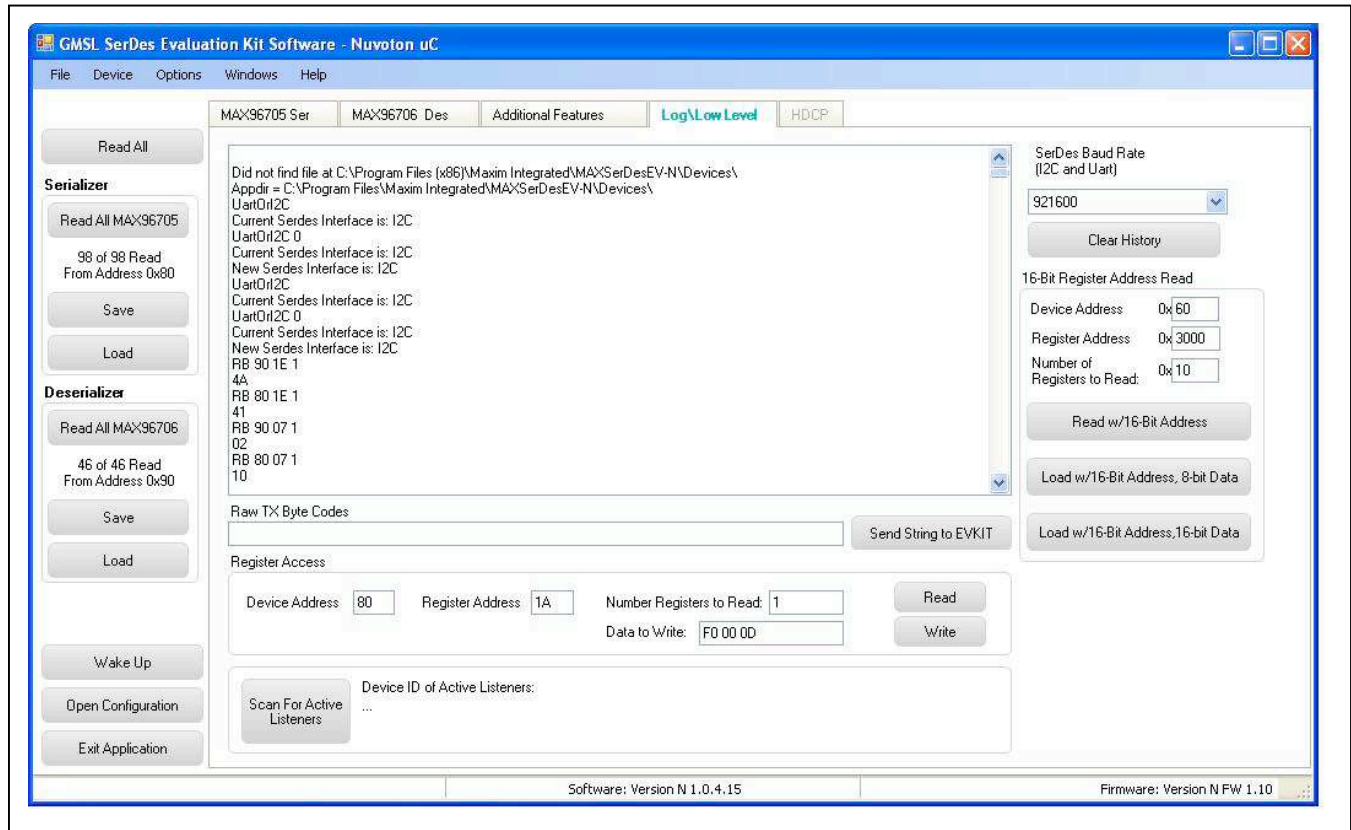 GMSL SerDes Evaluation Kit Software - Nuvoton uC
File Device Options Windows Help
MAX96705 Ser MAX96706 Des Additional Features Log\Low Level HDCP
Read All
Serializer
Read All MAX96705
98 of 98 Read
From Address 0x80
Save
Load
Deserializer
Read All MAX96706
46 of 46 Read
From Address 0x90
Save
Load
Wake Up
Open Configuration
Exit Application
Did not find file at C:\Program Files (x86)\Maxim Integrated\MAXSerDesEV-N\Devices\
Appdir = C:\Program Files\Maxim Integrated\MAXSerDesEV-N\Devices\
UartOrI2C
Current Serdes Interface is: I2C
UartOrI2C 0
Current Serdes Interface is: I2C
New Serdes Interface is: I2C
UartOrI2C
Current Serdes Interface is: I2C
UartOrI2C 0
Current Serdes Interface is: I2C
New Serdes Interface is: I2C
RB 90 1E 1
4A
RB 80 1E 1
41
RB 90 07 1
02
RB 80 07 1
10
Raw TX Byte Codes
Send String to EVKIT
Register Access
Device Address 80 Register Address 1A Number Registers to Read: 1 Read
Data to Write: F0 00 0D Write
Scan For Active
Listeners
Device ID of Active Listeners:
...
SerDes Baud Rate
(I2C and Uart)
921600
Clear History
16-Bit Register Address Read
Device Address 0x 60
Register Address 0x 3000
Number of
Registers to Read: 0x 10
Read w/16-Bit Address
Load w/16-Bit Address, 8-bit Data
Load w/16-Bit Address,16-bit Data
Software: Version N 1.0.4.15 Firmware: Version N FW 1.10